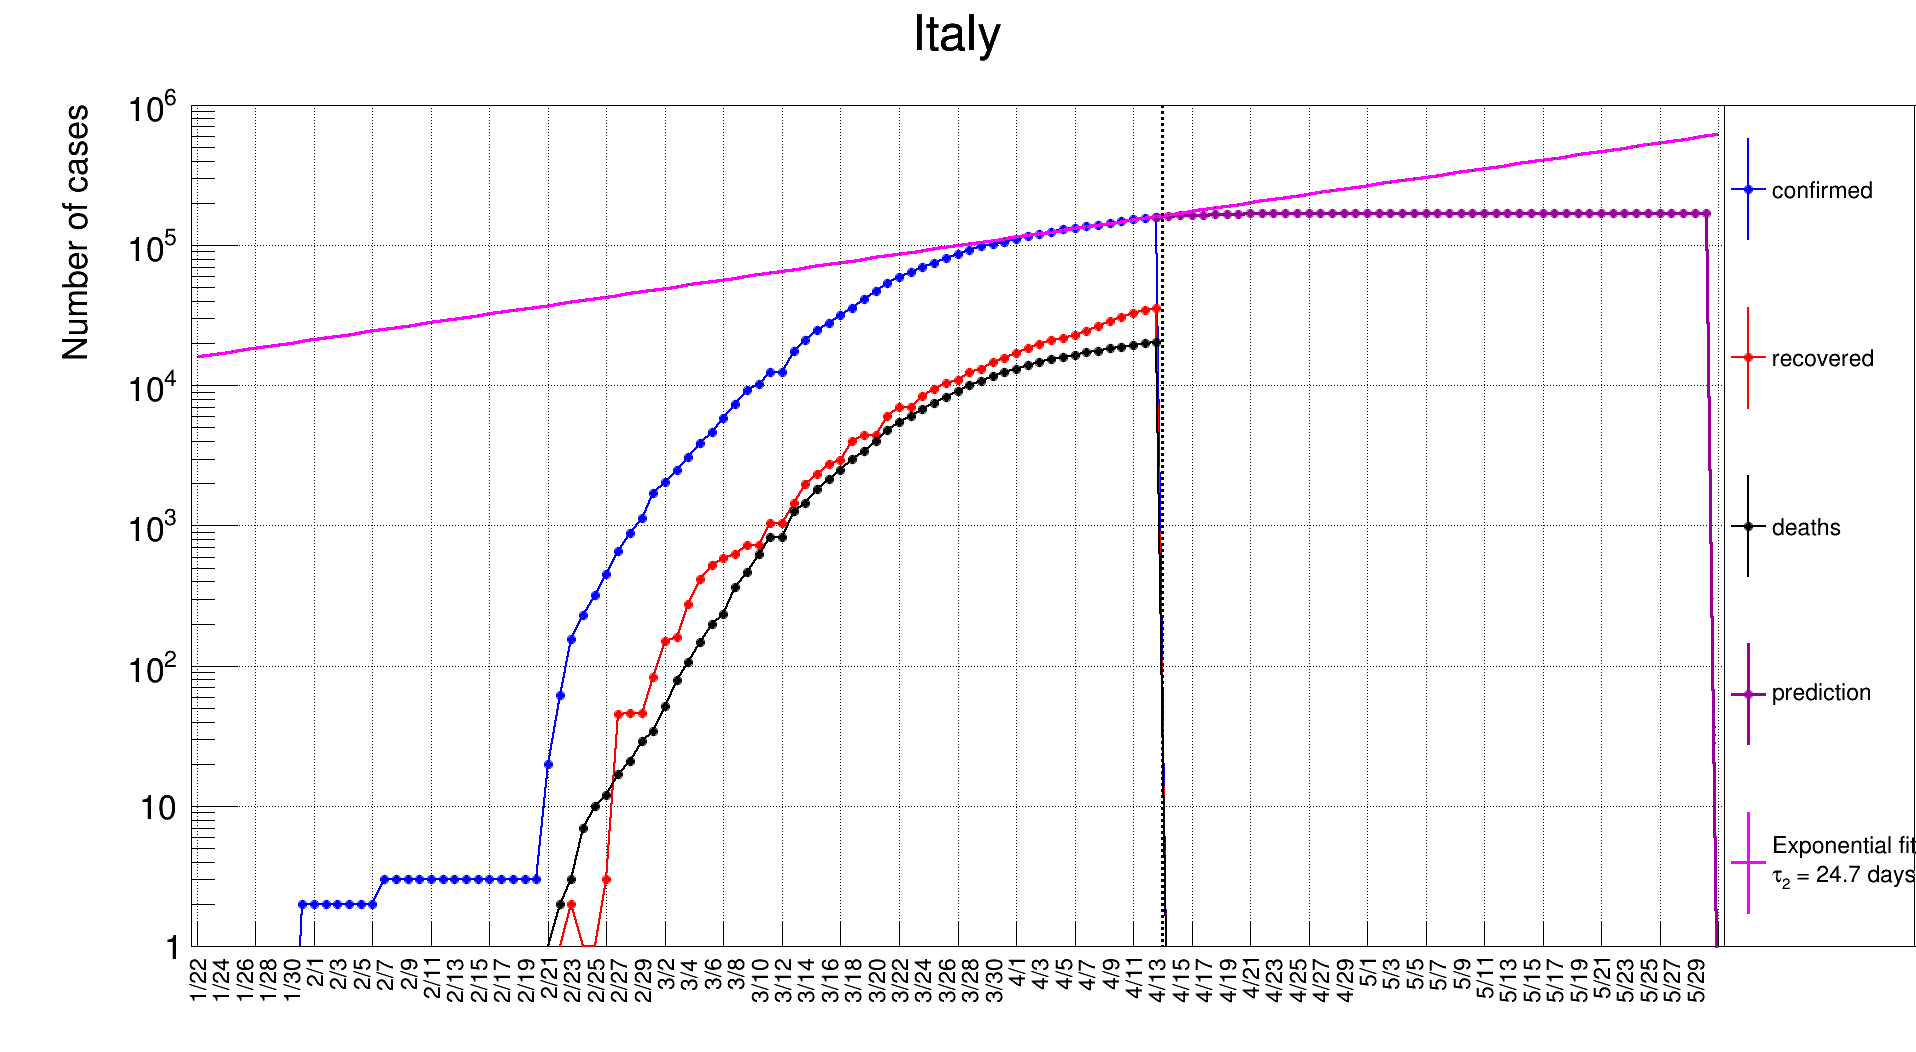 Italy
Number of cases
10^6
10^5
10^4
10^3
10^2
10
1
1/22 1/24 1/26 1/28 1/30 2/1 2/3 2/5 2/7 2/9 2/11 2/13 2/15 2/17 2/19 2/21 2/23 2/25 2/27 2/29 3/2 3/4 3/6 3/8 3/10 3/12 3/14 3/16 3/18 3/20 3/22 3/24 3/26 3/28 3/30 4/1 4/3 4/5 4/7 4/9 4/11 4/13 4/15 4/17 4/19 4/21 4/23 4/25 4/27 4/29 5/1 5/3 5/5 5/7 5/9 5/11 5/13 5/15 5/17 5/19 5/21 5/23 5/25 5/27 5/29
confirmed
recovered
deaths
prediction
Exponential fit
τ₂ = 24.7 days